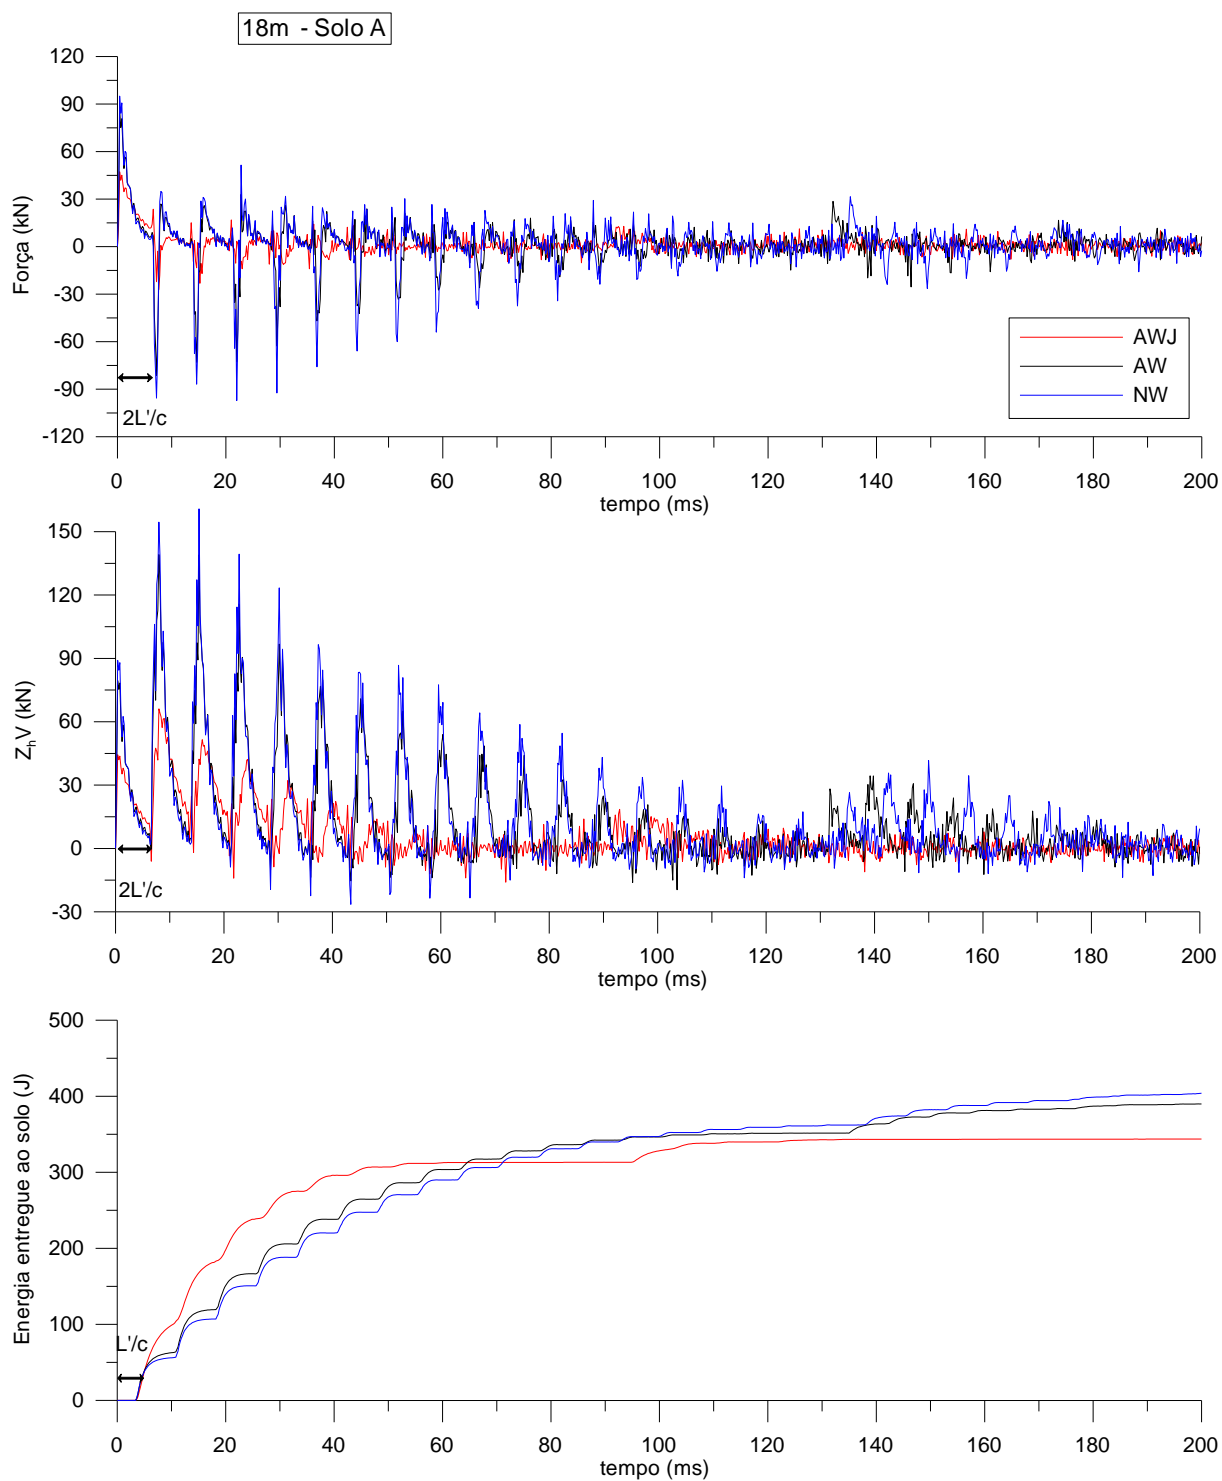 18m - Solo A
120
90
60
30
0
-30
-60
-90
-120
Força (kN)
2L'/c
AWJ
AW
NW
0 20 40 60 80 100 120 140 160 180 200
tempo (ms)
150
120
90
60
30
0
-30
ZhV (kN)
2L'/c
0 20 40 60 80 100 120 140 160 180 200
tempo (ms)
500
400
300
200
100
0
Energia entregue ao solo (J)
L'/c
0 20 40 60 80 100 120 140 160 180 200
tempo (ms)